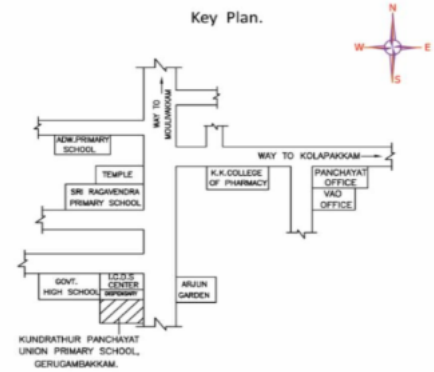 Key Plan.
N
W
E
S
WAY TO
MOULIVAKKAM
ADW.PRIMARY
SCHOOL
WAY TO KOLAPAKKAM
TEMPLE
K.K.COLLEGE
OF PHARMACY
PANCHAYAT
OFFICE
SRI RAGAVENDRA
PRIMARY SCHOOL
VAO
OFFICE
GOVT.
HIGH SCHOOL
I.C.D.S
CENTER
DISPENSARY
ARJUN
GARDEN
KUNDRATHUR PANCHAYAT
UNION PRIMARY SCHOOL,
GERUGAMBAKKAM.